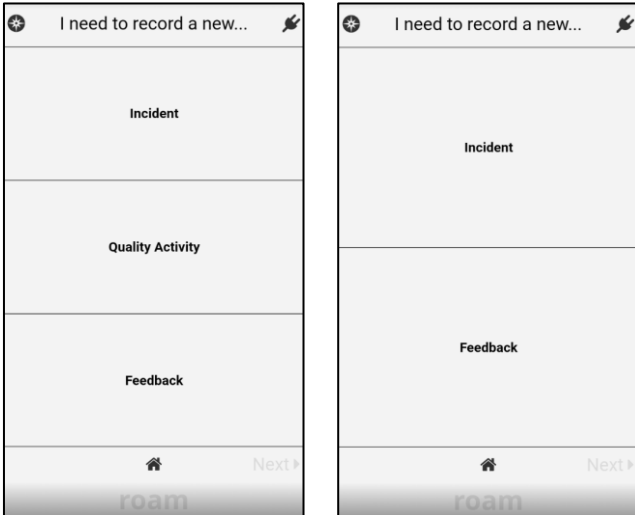 I need to record a new...
Incident
Quality Activity
Feedback
Next
roam
I need to record a new...
Incident
Feedback
Next
roam